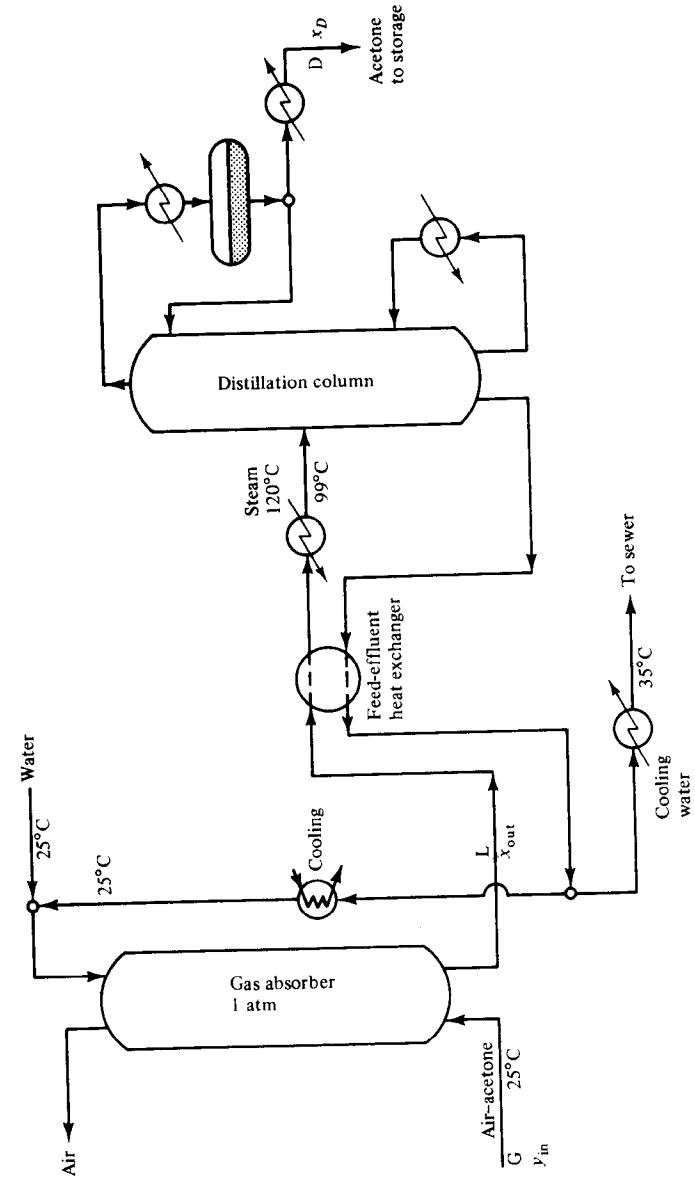 Air
Water
25°C
25°C
Gas absorber
1 atm
Air–acetone
25°C
G
y_in
Cooling
L
x_out
Feed-effluent
heat exchanger
Cooling
water
35°C
To sewer
Steam
120°C
99°C
Distillation column
D
x_D
Acetone
to storage